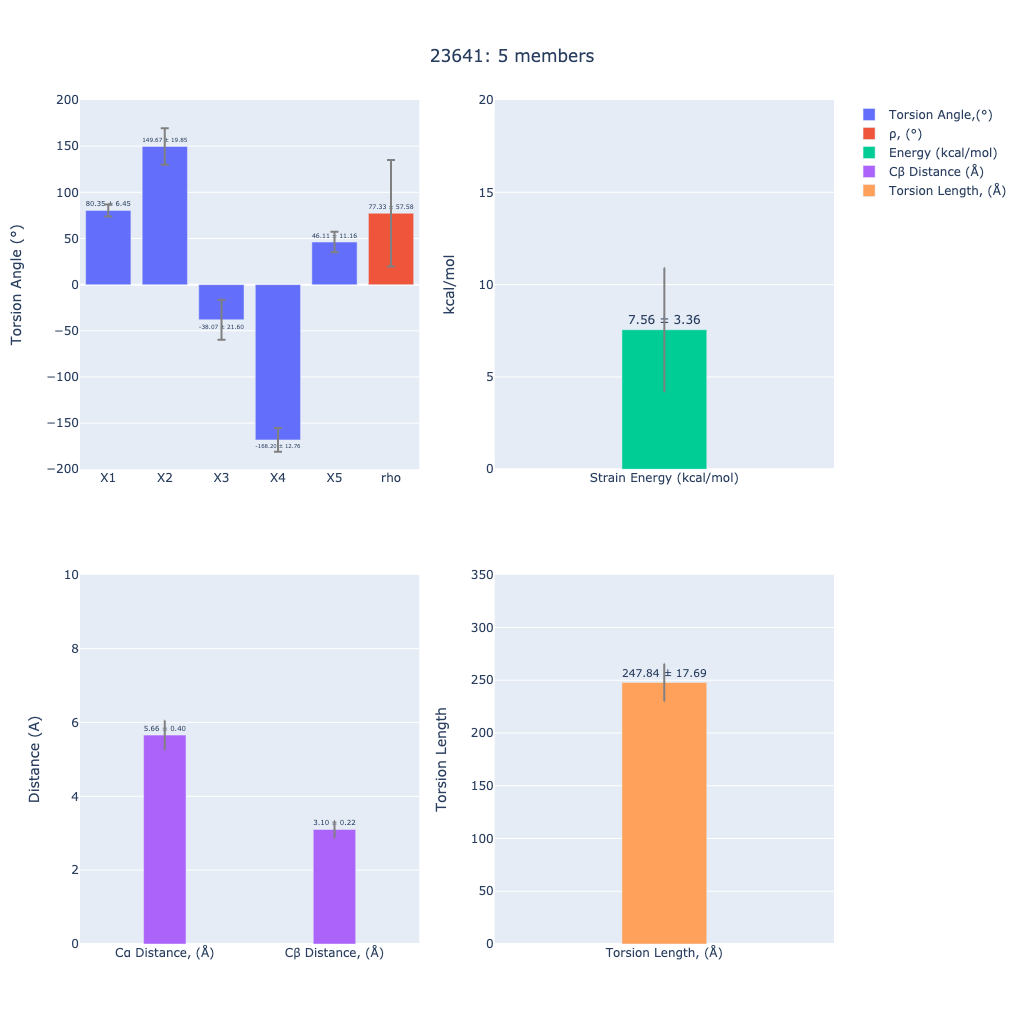 23641: 5 members
Torsion Angle,(°)
ρ, (°)
Energy (kcal/mol)
Cβ Distance (Å)
Torsion Length, (Å)
Torsion Angle (°)
200
150
100
50
0
−50
−100
−150
−200
80.35 ± 6.45
149.67 ± 19.85
-38.07 ± 21.60
-168.20 ± 12.76
46.11 ± 11.16
77.33 ± 57.58
X1
X2
X3
X4
X5
rho
kcal/mol
20
15
10
5
0
7.56 ± 3.36
Strain Energy (kcal/mol)
Distance (A)
10
8
6
4
2
0
5.66 ± 0.40
3.10 ± 0.22
Cα Distance, (Å)
Cβ Distance, (Å)
Torsion Length
350
300
250
200
150
100
50
0
247.84 ± 17.69
Torsion Length, (Å)